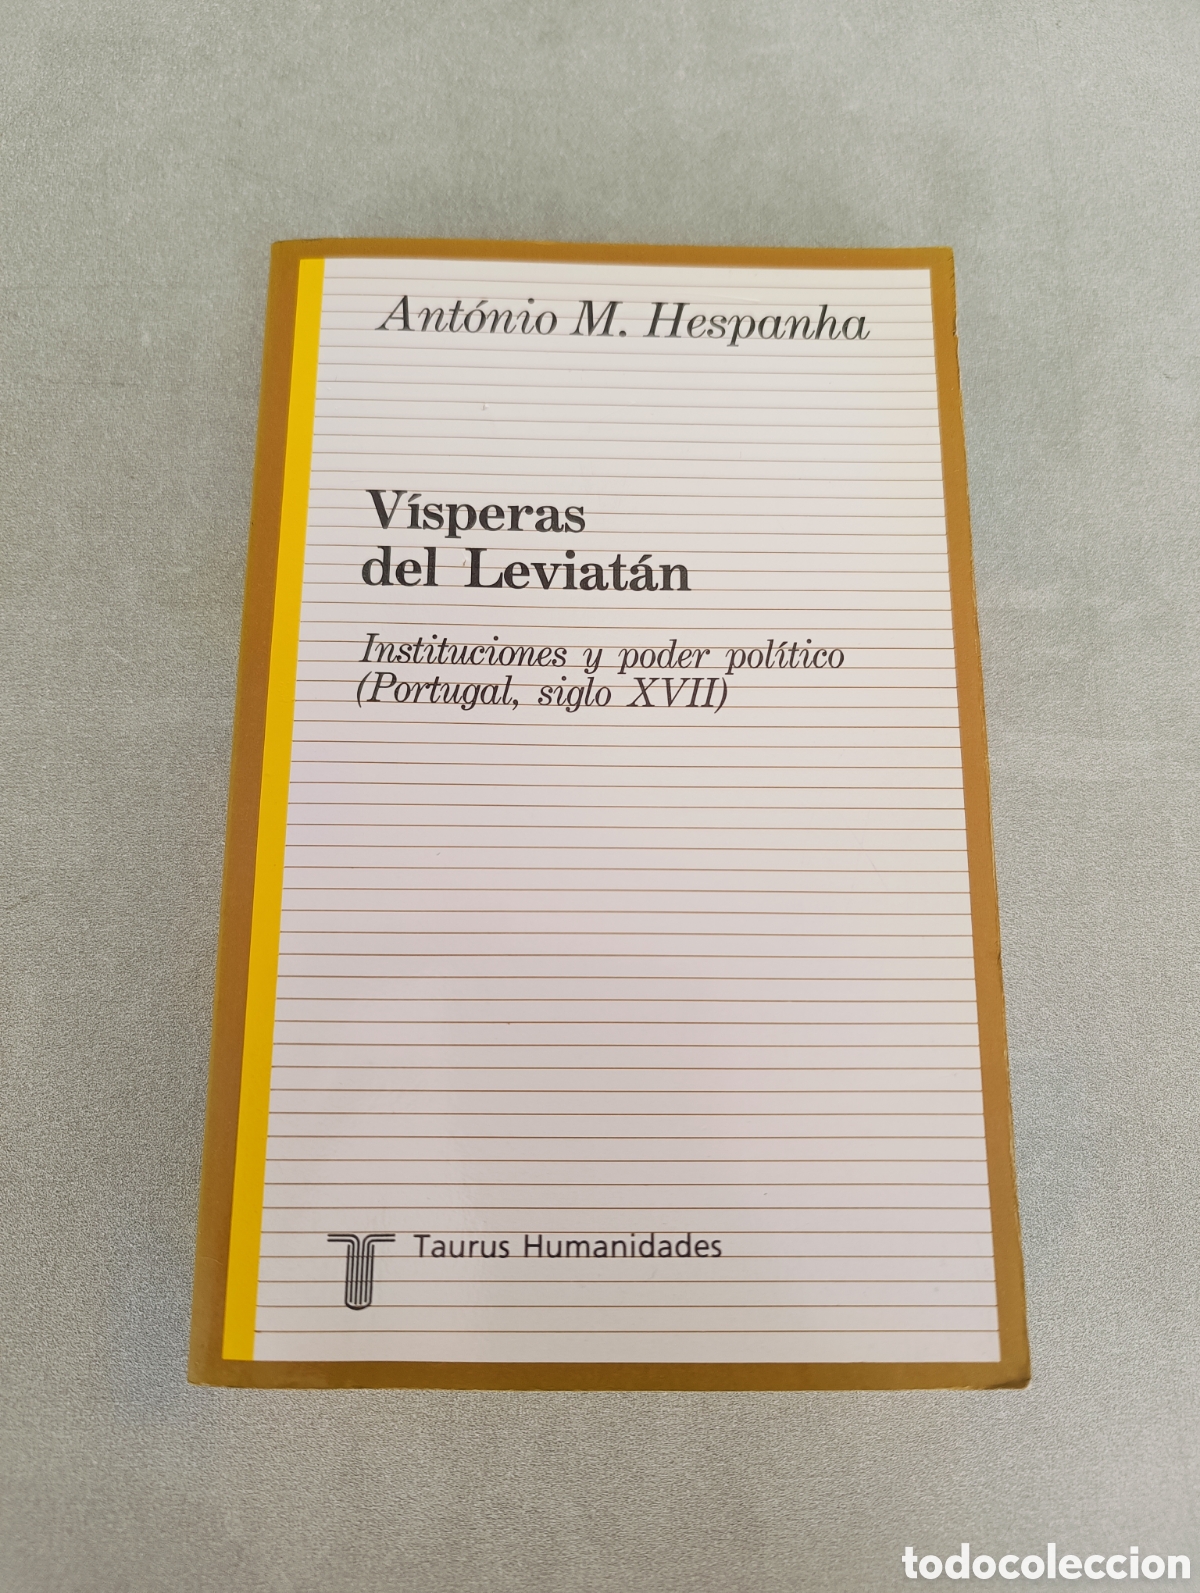 António M. Hespanha
Vísperas
del Leviatán
Instituciones y poder político
(Portugal, siglo XVII)
Taurus Humanidades
todocoleccion